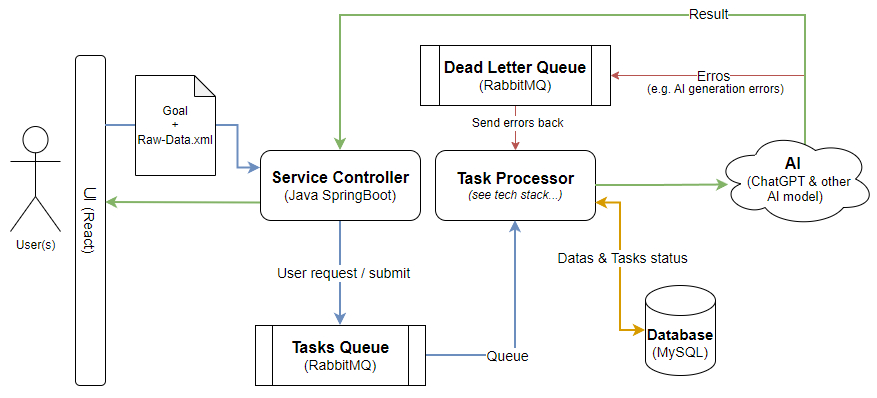 Result
Dead Letter Queue
(RabbitMQ)
Erros
(e.g. AI generation errors)
Goal
+
Raw-Data.xml
Send errors back
User(s)
UI (React)
Service Controller
(Java SpringBoot)
Task Processor
(see tech stack...)
AI
(ChatGPT & other
AI model)
User request / submit
Datas & Tasks status
Tasks Queue
(RabbitMQ)
Queue
Database
(MySQL)